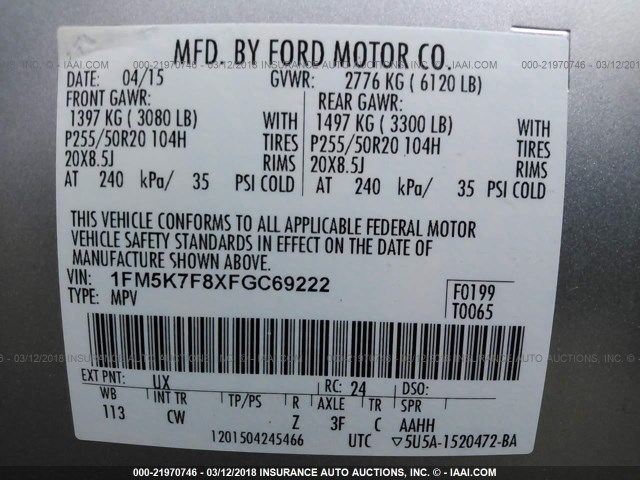 000-21970746 - 03/12/2018 INSURANCE AUTO AUCTIONS, INC. - © IAAI.COM
MFD. BY FORD MOTOR CO.
DATE: 04/15 GVWR: 2776 KG ( 6120 LB)
FRONT GAWR: REAR GAWR:
1397 KG ( 3080 LB) WITH 1497 KG ( 3300 LB) WITH
P255/50R20 104H TIRES P255/50R20 104H TIRES
20X8.5J RIMS 20X8.5J RIMS
AT 240 kPa/ 35 PSI COLD AT 240 kPa/ 35 PSI COLD
THIS VEHICLE CONFORMS TO ALL APPLICABLE FEDERAL MOTOR
VEHICLE SAFETY STANDARDS IN EFFECT ON THE DATE OF
MANUFACTURE SHOWN ABOVE.
VIN: 1FM5K7F8XFGC69222 F0199
TYPE: MPV T0065
EXT PNT: UX RC: 24 DSO:
WB INT TR TP/PS R AXLE TR SPR
113 CW Z 3F C AAHH
1201504245466 UTC ▽5U5A-1520472-BA
000-21970746 - 03/12/2018 INSURANCE AUTO AUCTIONS, INC. - © IAAI.COM